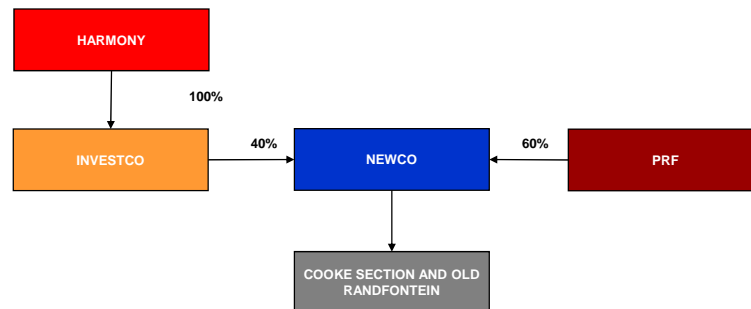 HARMONY
100%
INVESTCO
40%
NEWCO
60%
PRF
COOKE SECTION AND OLD
RANDFONTEIN